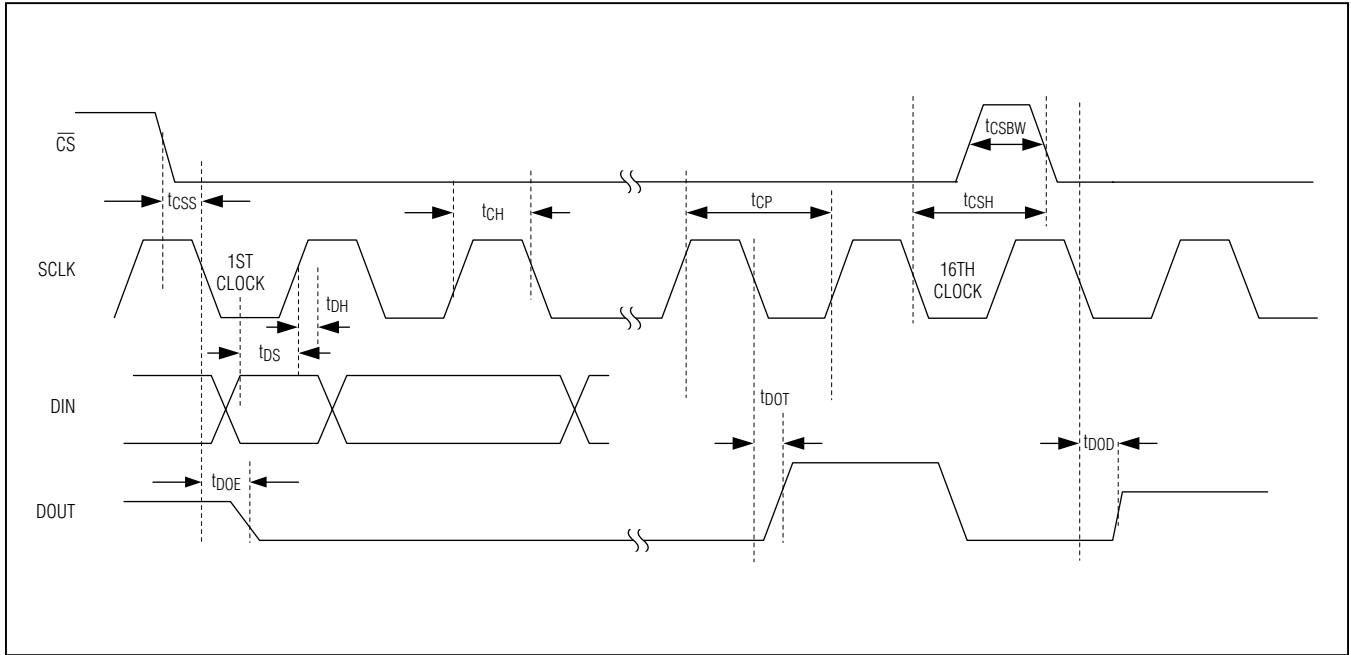 CS
tCSBW
tCSS
tCH
tCP
tCSH
SCLK
1ST
CLOCK
16TH
CLOCK
tDH
tDS
DIN
tDOT
tDOD
tDOE
DOUT